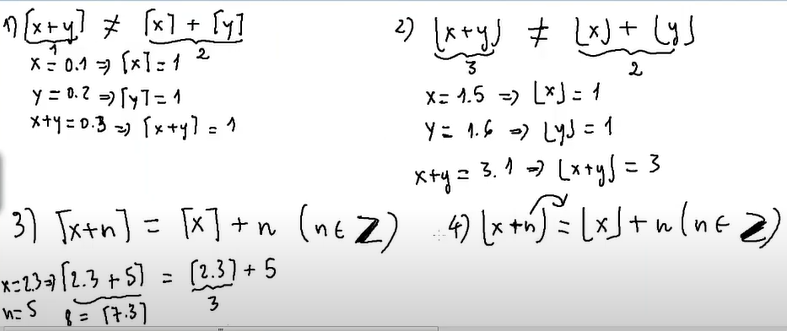 1) ⌈x+y⌉ ≠ ⌈x⌉ + ⌈y⌉
1 2
x = 0.1 => ⌈x⌉ = 1
y = 0.2 => ⌈y⌉ = 1
x+y = 0.3 => ⌈x+y⌉ = 1
2) ⌊x+y⌋ ≠ ⌊x⌋ + ⌊y⌋
3 2
x = 1.5 => ⌊x⌋ = 1
y = 1.6 => ⌊y⌋ = 1
x+y = 3.1 => ⌊x+y⌋ = 3
3) ⌈x+n⌉ = ⌈x⌉ + n (n ∈ Z)
x=2.3 => ⌈2.3 + 5⌉ = ⌈2.3⌉ + 5
n=5 8 = ⌈7.3⌉ 3
4) ⌊x+n⌋ = ⌊x⌋ + n (n ∈ Z)